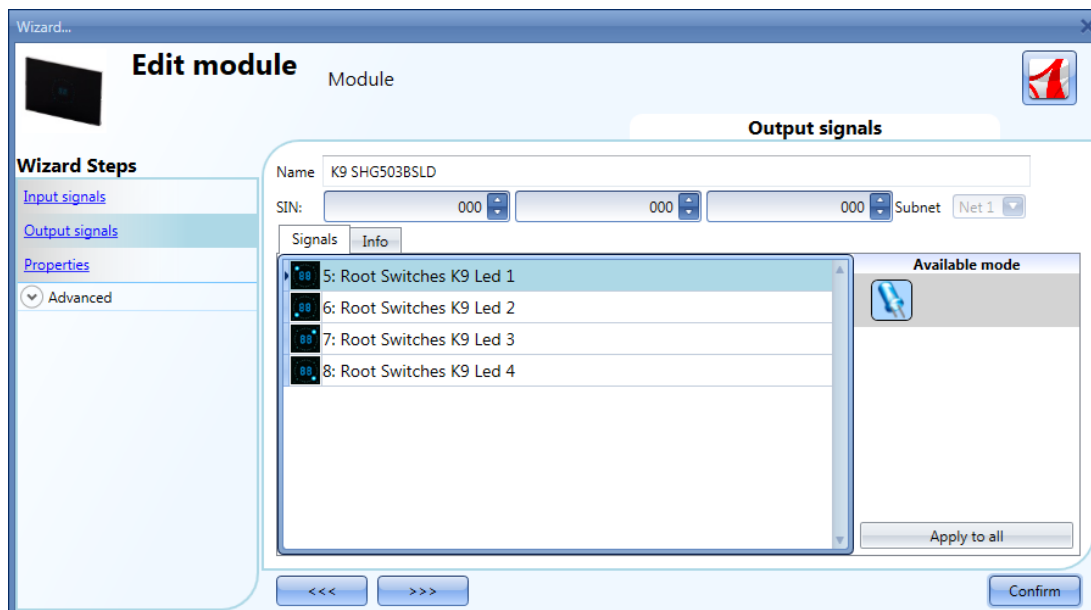 Wizard...
Edit module
Module
Output signals
Wizard Steps
Input signals
Output signals
Properties
Advanced
Name K9 SHG503BSLD
SIN: 000 000 000 Subnet Net 1
Signals Info
5: Root Switches K9 Led 1
6: Root Switches K9 Led 2
7: Root Switches K9 Led 3
8: Root Switches K9 Led 4
Available mode
Apply to all
<<< >>> Confirm